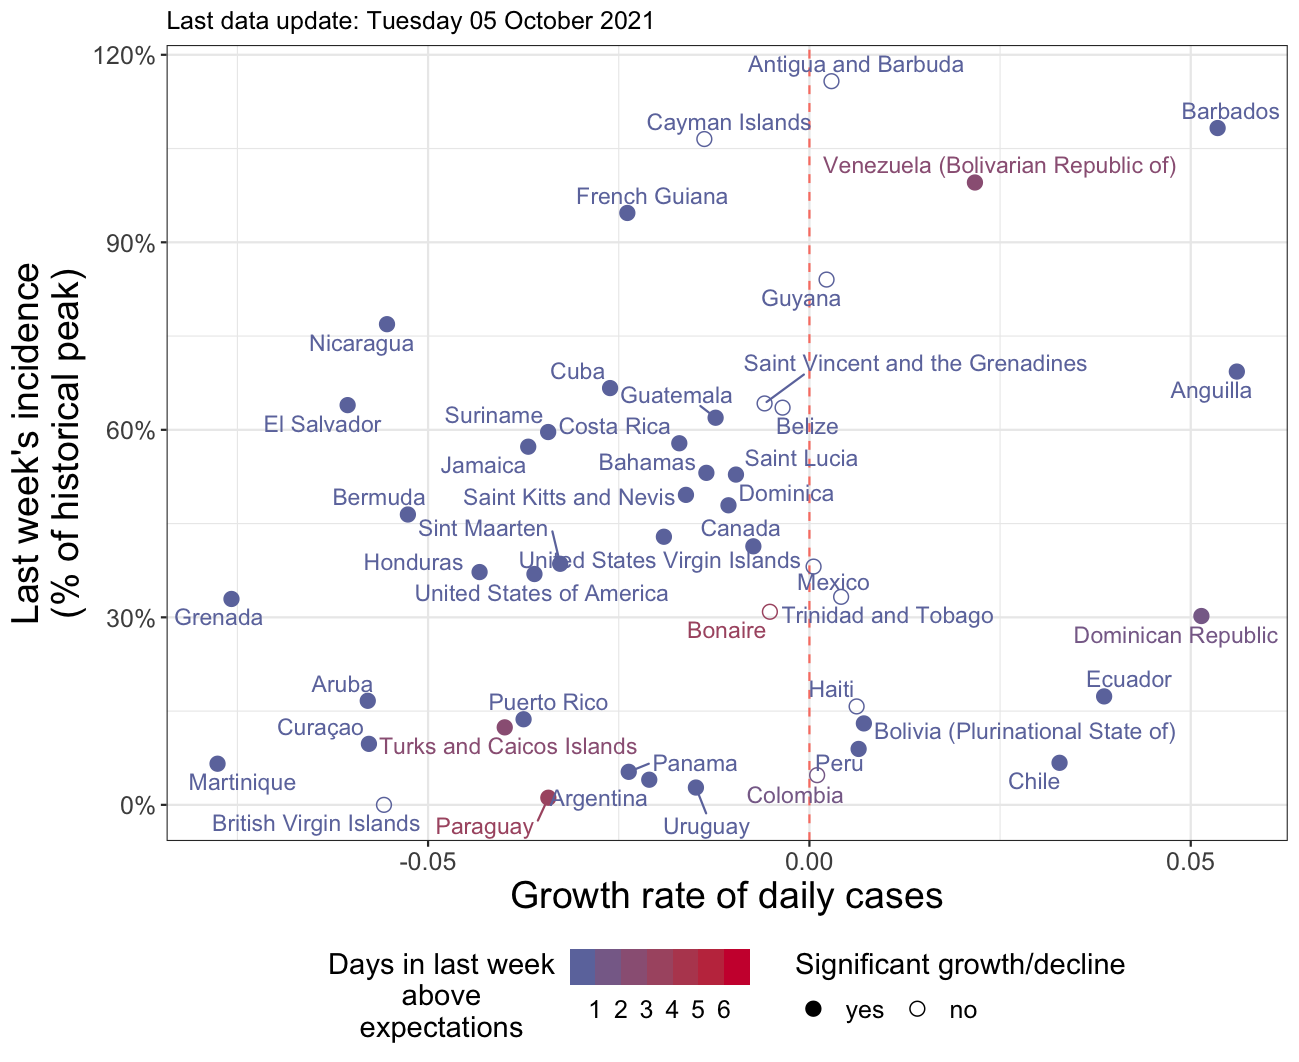 Last data update: Tuesday 05 October 2021
120%
90%
60%
30%
0%
Last week's incidence
(% of historical peak)
Antigua and Barbuda
Barbados
Cayman Islands
Venezuela (Bolivarian Republic of)
French Guiana
Guyana
Nicaragua
Saint Vincent and the Grenadines
Cuba
Anguilla
Guatemala
El Salvador
Suriname
Costa Rica
Belize
Jamaica
Bahamas
Saint Lucia
Bermuda
Saint Kitts and Nevis
Dominica
Sint Maarten
Canada
Honduras
United States Virgin Islands
Mexico
United States of America
Grenada
Trinidad and Tobago
Bonaire
Dominican Republic
Aruba
Haiti
Ecuador
Puerto Rico
Curaçao
Bolivia (Plurinational State of)
Turks and Caicos Islands
Panama
Peru
Martinique
Chile
Argentina
Colombia
British Virgin Islands
Paraguay
Uruguay
-0.05
0.00
0.05
Growth rate of daily cases
Days in last week
above
expectations
1 2 3 4 5 6
Significant growth/decline
yes
no